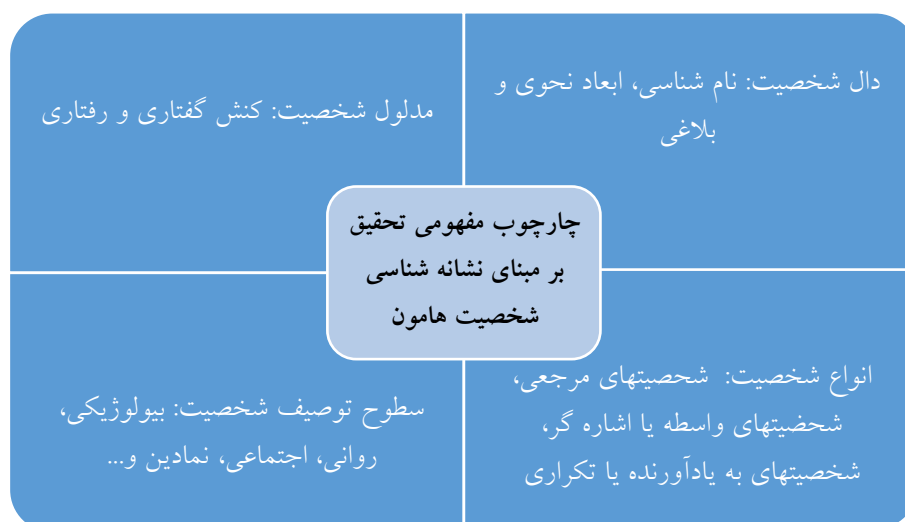 دال شخصیت: نام شناسی، ابعاد نحوی و
بلاغی
مدلول شخصیت: کنش گفتاری و رفتاری
چارچوب مفهومی تحقیق
بر مبنای نشانه شناسی
شخصیت هامون
انواع شخصیت: شحصیتهای مرجعی،
شحضیتهای واسطه یا اشاره گر،
شخصیتهای به یادآورنده یا تکراری
سطوح توصیف شخصیت: بیولوژیکی،
روانی، اجتماعی، نمادین و...